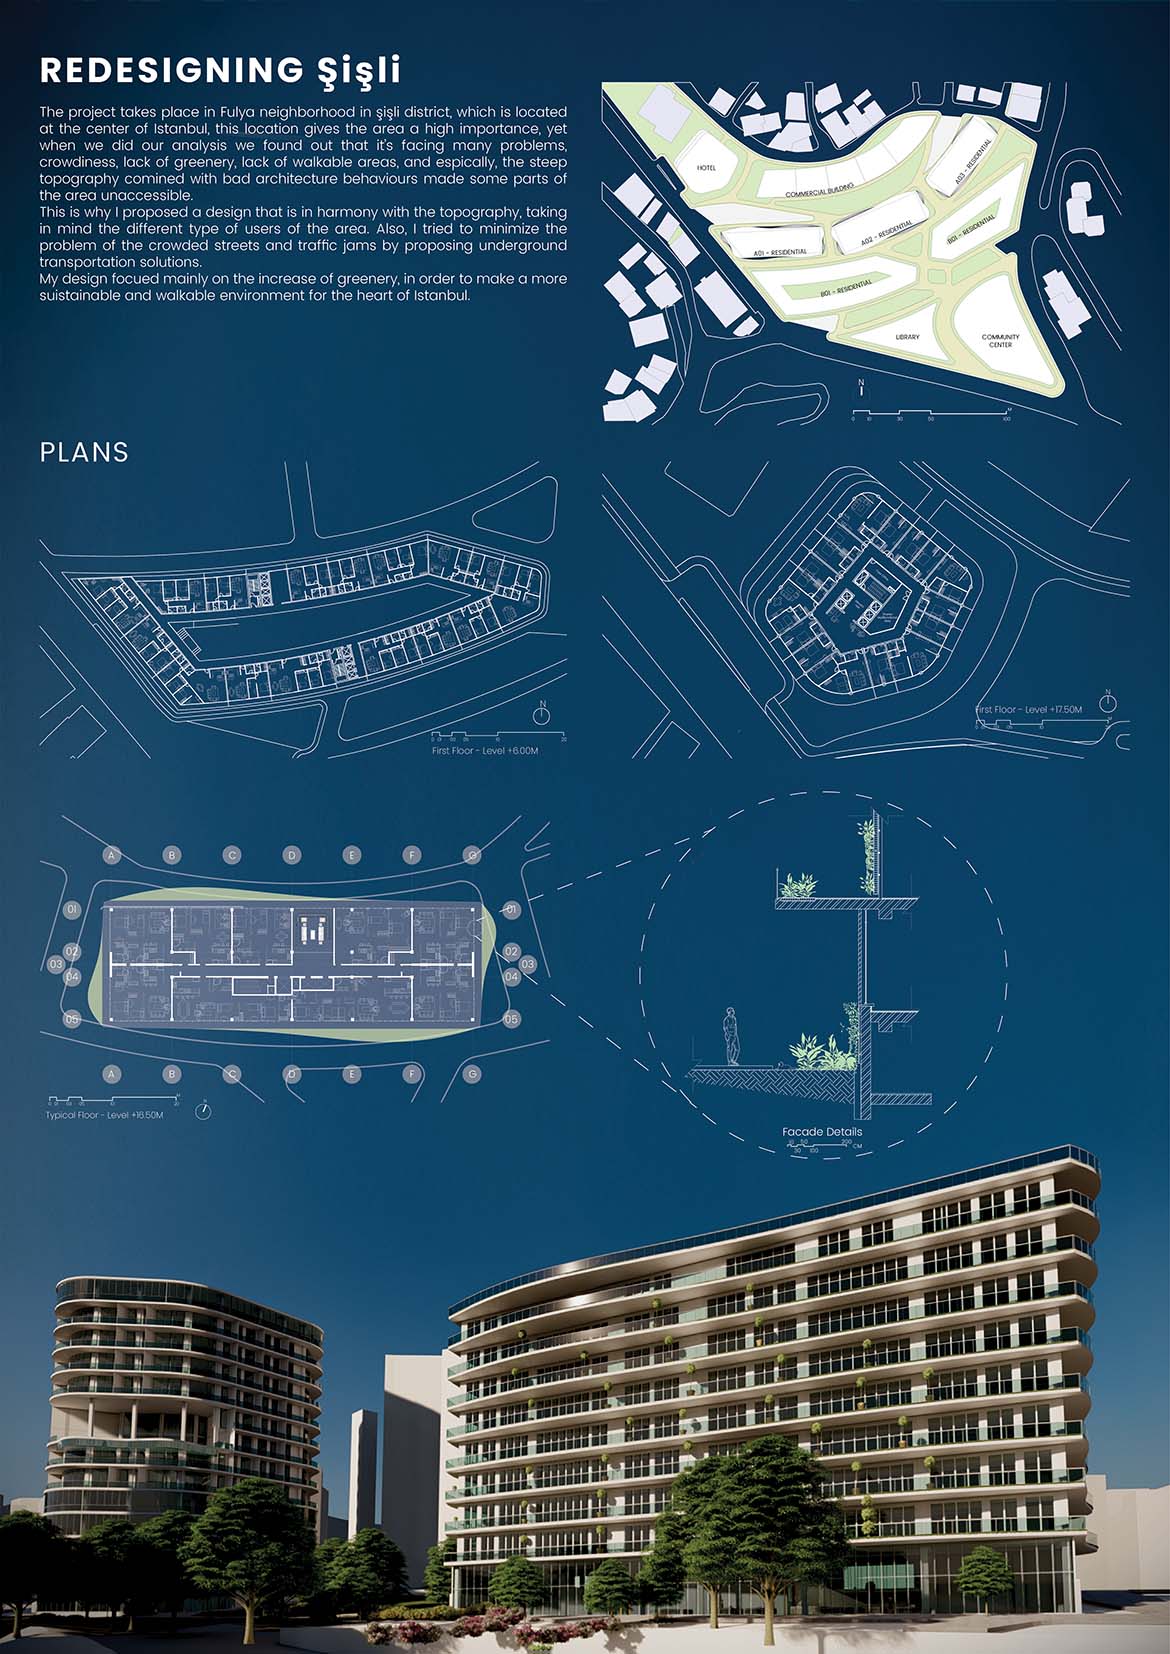 REDESIGNING Şişli
The project takes place in Fulya neighborhood in şişli district, which is located
at the center of Istanbul, this location gives the area a high importance, yet
when we did our analysis we found out that it's facing many problems,
crowdiness, lack of greenery, lack of walkable areas, and espically, the steep
topography comined with bad architecture behaviours made some parts of
the area unaccessible.
This is why I proposed a design that is in harmony with the topography, taking
in mind the different type of users of the area. Also, I tried to minimize the
problem of the crowded streets and traffic jams by proposing underground
transportation solutions.
My design focued mainly on the increase of greenery, in order to make a more
suistainable and walkable environment for the heart of Istanbul.
HOTEL
COMMERCIAL BUILDING
A03 - RESIDENTIAL
A02 - RESIDENTIAL
B01 - RESIDENTIAL
A01 - RESIDENTIAL
B01 - RESIDENTIAL
LIBRARY
COMMUNITY
CENTER
N
M
0 10 30 50 100
PLANS
N
First Floor - Level +6.00M
N
First Floor - Level +17.50M
A B C D E F G
01 01
02 02
03 03
04 04
05 05
A B C D E F G
Typical Floor - Level +16.50M
Facade Details
10 50 200 CM
30 100